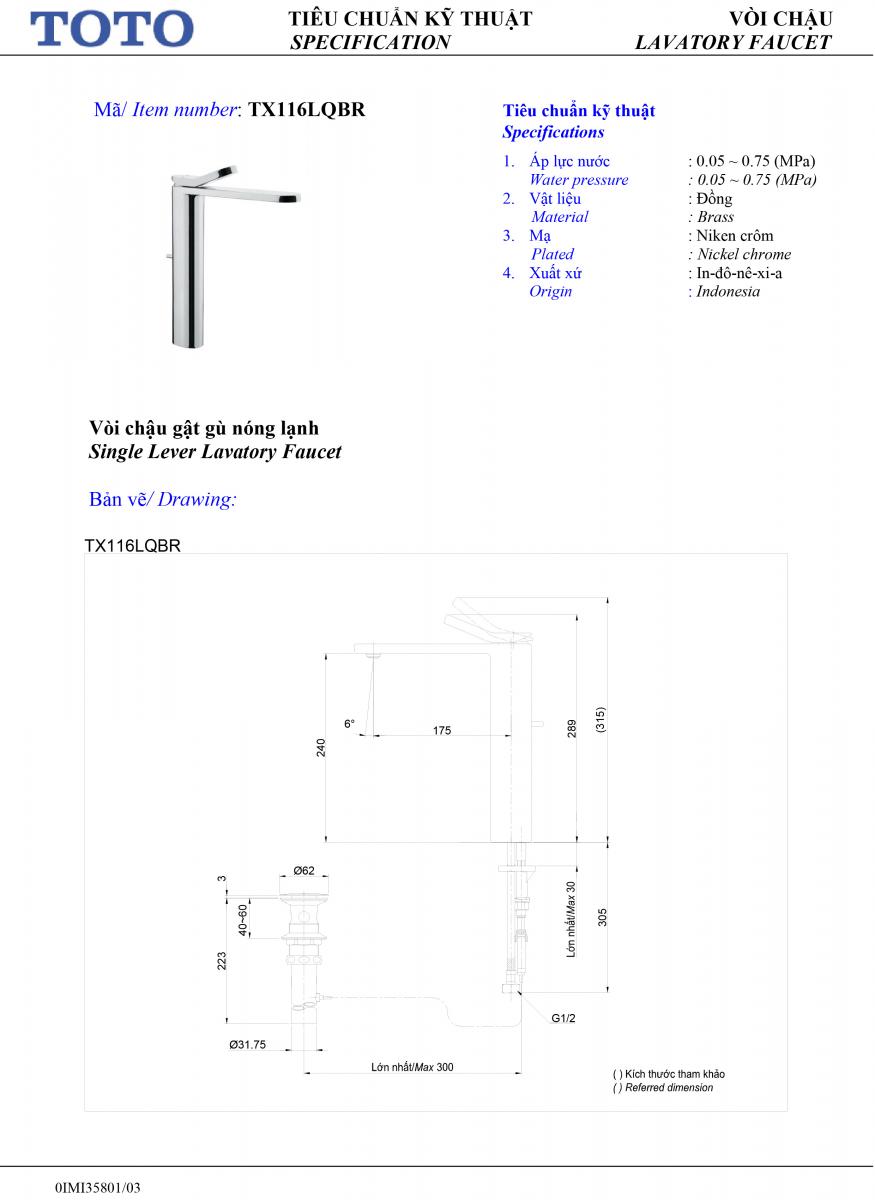 TOTO
TIÊU CHUẨN KỸ THUẬT
SPECIFICATION
VÒI CHẬU
LAVATORY FAUCET
Mã/ Item number: TX116LQBR
Tiêu chuẩn kỹ thuật
Specifications
1. Áp lực nước : 0.05 ~ 0.75 (MPa)
Water pressure : 0.05 ~ 0.75 (MPa)
2. Vật liệu : Đồng
Material : Brass
3. Mạ : Niken crôm
Plated : Nickel chrome
4. Xuất xứ : In-đô-nê-xi-a
Origin : Indonesia
Vòi chậu gật gù nóng lạnh
Single Lever Lavatory Faucet
Bản vẽ/ Drawing:
TX116LQBR
6°
175
240
289
(315)
3
Ø62
40~60
223
Lớn nhất/Max 30
305
G1/2
Ø31.75
Lớn nhất/Max 300
( ) Kích thước tham khảo
( ) Referred dimension
0IMI35801/03